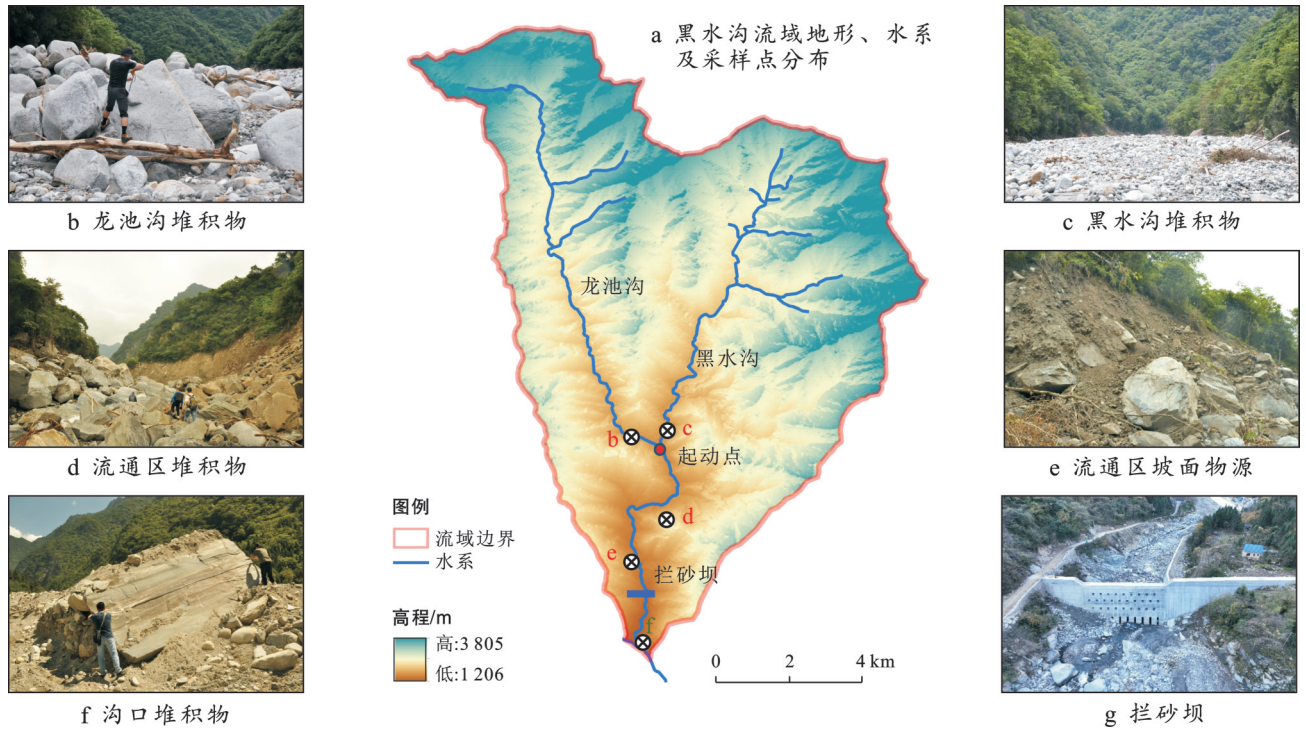 a 黑水沟流域地形、水系
及采样点分布
b 龙池沟堆积物
c 黑水沟堆积物
龙池沟
黑水沟
b
c
起动点
d 流通区堆积物
e 流通区坡面物源
图例
流域边界
水系
d
e
拦砂坝
高程/m
高:3 805
低:1 206
f
0 2 4 km
f 沟口堆积物
g 拦砂坝